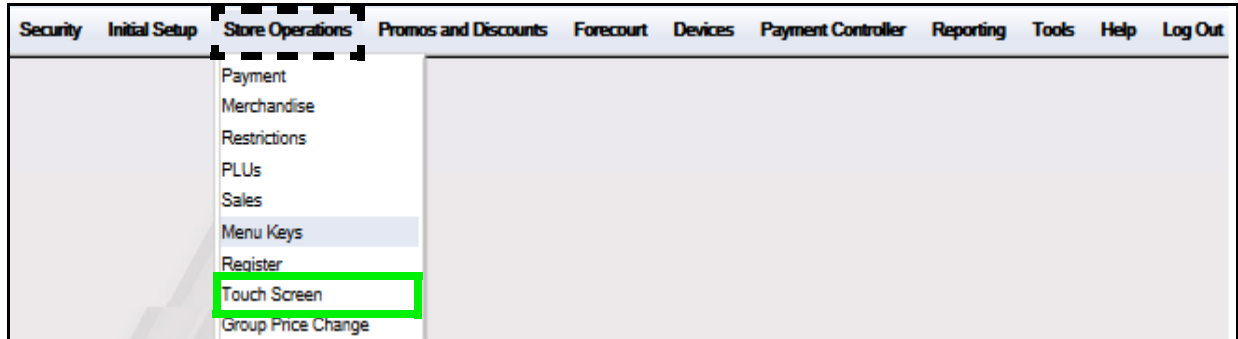 Security Initial Setup Store Operations Promos and Discounts Forecourt Devices Payment Controller Reporting Tools Help Log Out
Payment
Merchandise
Restrictions
PLUs
Sales
Menu Keys
Register
Touch Screen
Group Price Change